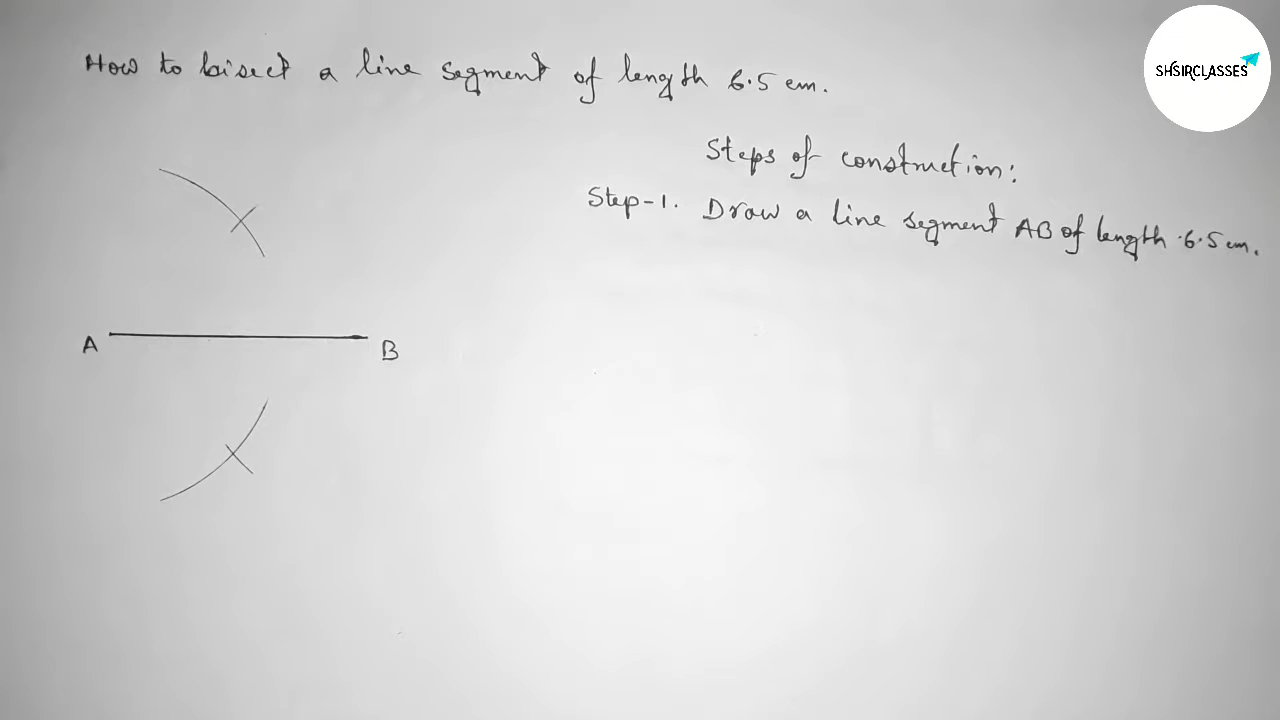 How to bisect a line segment of length 6.5 cm.
SHSIRCLASSES
Steps of construction:
Step-1. Draw a line segment AB of length 6.5 cm.
A
B